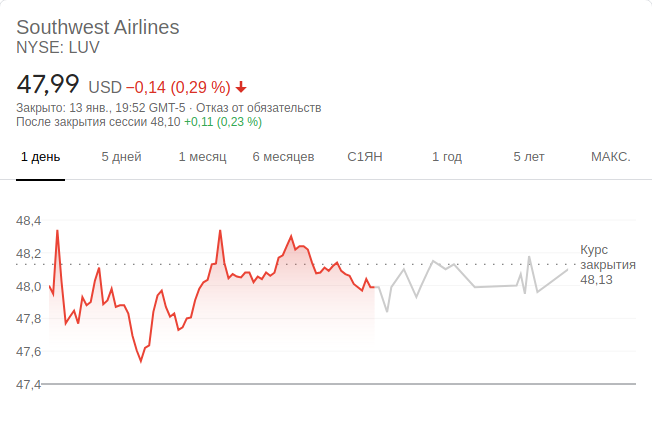 Southwest Airlines
NYSE: LUV
47,99 USD −0,14 (0,29 %)
Закрыто: 13 янв., 19:52 GMT-5 · Отказ от обязательств
После закрытия сессии 48,10 +0,11 (0,23 %)
1 день 5 дней 1 месяц 6 месяцев С1ЯН 1 год 5 лет МАКС.
48,4
48,2
48,0
47,8
47,6
47,4
Курс
закрытия
48,13